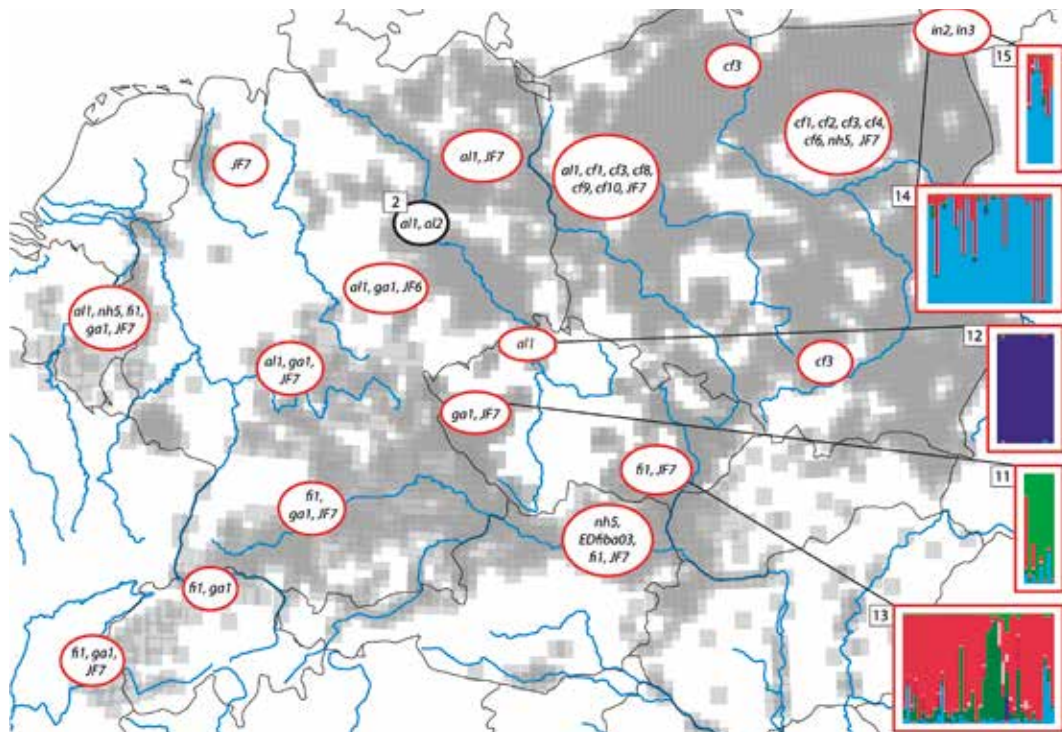 in2, in3
15
cf3
cf1, cf2, cf3, cf4,
cf6, nh5, JF7
JF7
al1, JF7
al1, cf1, cf3, cf8,
cf9, cf10, JF7
14
2
al1, al2
al1, ga1, JF6
al1, nh5, fi1,
ga1, JF7
al1
12
al1, ga1,
JF7
cf3
ga1, JF7
11
fi1, JF7
fi1,
ga1, JF7
nh5,
EDfiba03,
fi1, JF7
fi1, ga1
13
fi1, ga1,
JF7